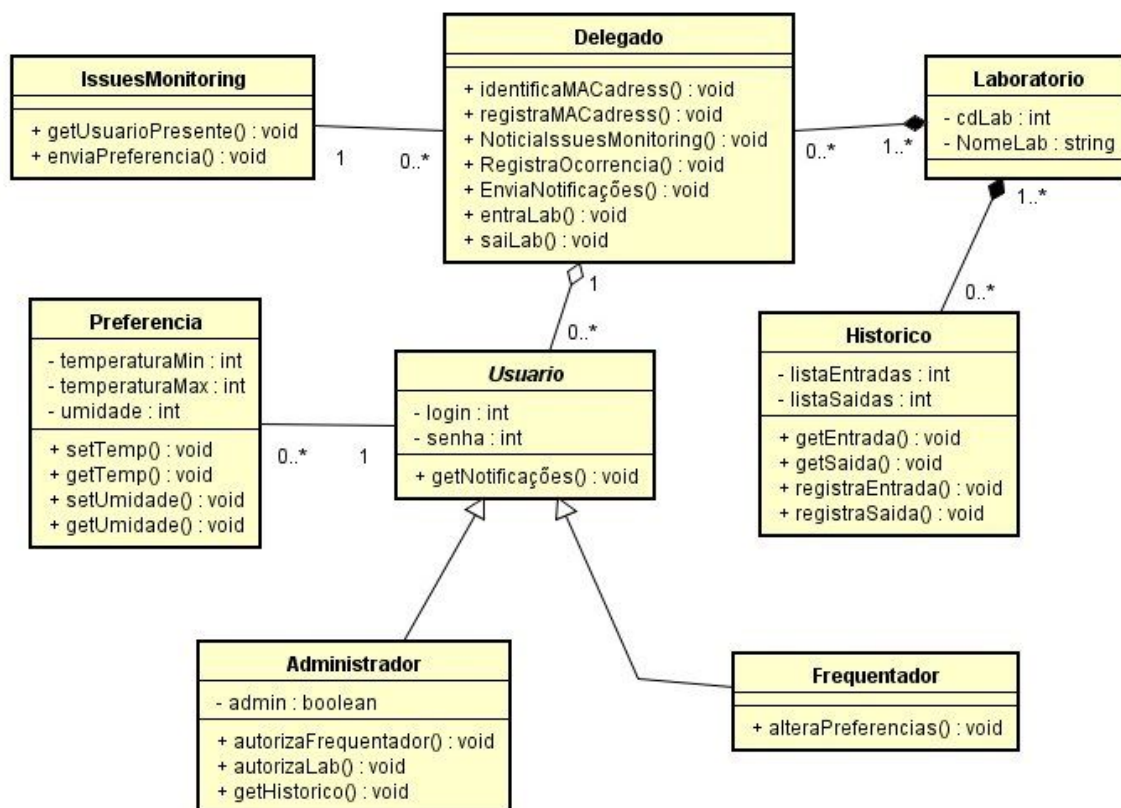 IssuesMonitoring
+ getUsuarioPresente() : void
+ enviaPreferencia() : void
1
0..*
Delegado
+ identificaMACadress() : void
+ registraMACadress() : void
+ NoticiaIssuesMonitoring() : void
+ RegistraOcorrencia() : void
+ EnviaNotificações() : void
+ entraLab() : void
+ saiLab() : void
0..*
1..*
Laboratorio
- cdLab : int
- NomeLab : string
1..*
0..*
1
0..*
Preferencia
- temperaturaMin : int
- temperaturaMax : int
- umidade : int
+ setTemp() : void
+ getTemp() : void
+ setUmidade() : void
+ getUmidade() : void
0..*
1
Usuario
- login : int
- senha : int
+ getNotificações() : void
Historico
- listaEntradas : int
- listaSaidas : int
+ getEntrada() : void
+ getSaida() : void
+ registraEntrada() : void
+ registraSaida() : void
Administrador
- admin : boolean
+ autorizaFrequentador() : void
+ autorizaLab() : void
+ getHistorico() : void
Frequentador
+ alteraPreferencias() : void